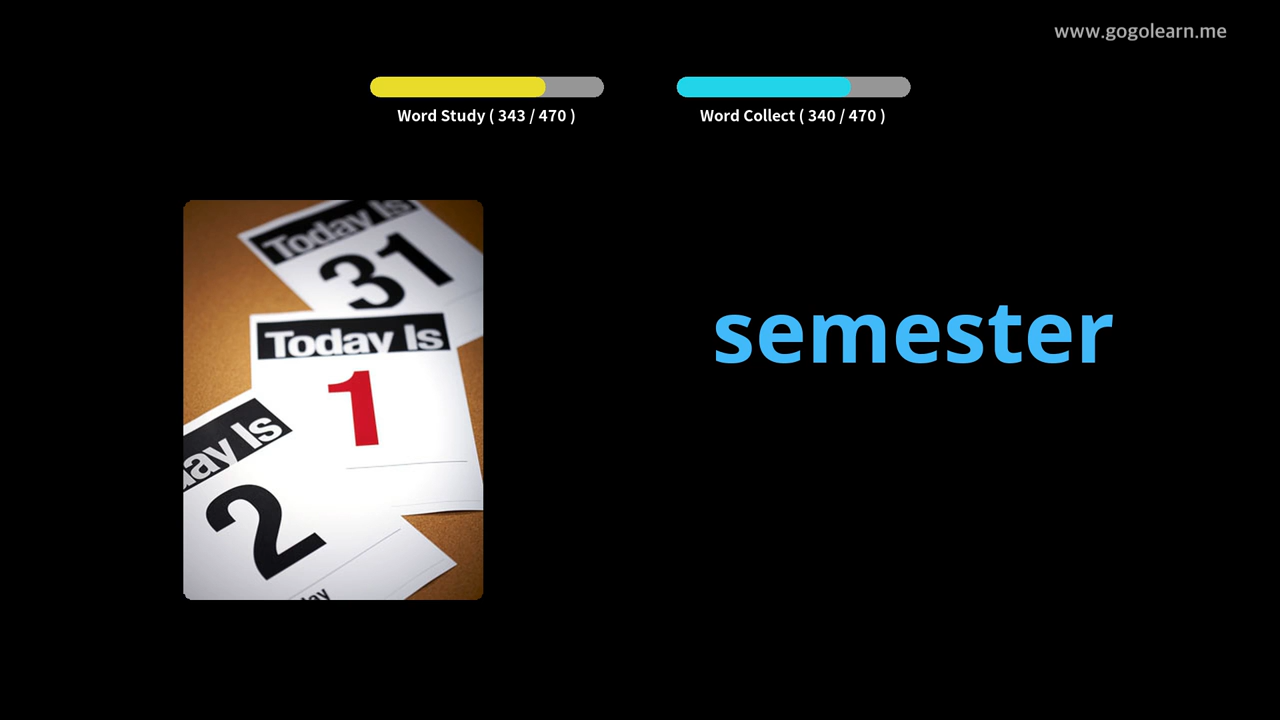 www.gogolearn.me
Word Study ( 343 / 470 )
Word Collect ( 340 / 470 )
Today Is
31
Today Is
1
semester
ay Is
2
ay